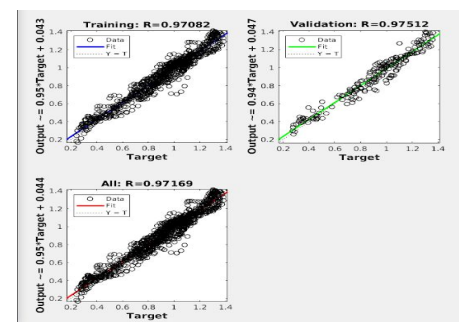 Training: R=0.97082
Output ~= 0.95*Target + 0.043
1.4
1.2
1
0.8
0.6
0.4
0.2
Data
Fit
Y = T
0.2 0.4 0.6 0.8 1 1.2 1.4
Target
Validation: R=0.97512
Output ~= 0.94*Target + 0.047
1.4
1.2
1
0.8
0.6
0.4
0.2
Data
Fit
Y = T
0.2 0.4 0.6 0.8 1 1.2 1.4
Target
All: R=0.97169
Output ~= 0.95*Target + 0.044
1.4
1.2
1
0.8
0.6
0.4
0.2
Data
Fit
Y = T
0.2 0.4 0.6 0.8 1 1.2 1.4
Target